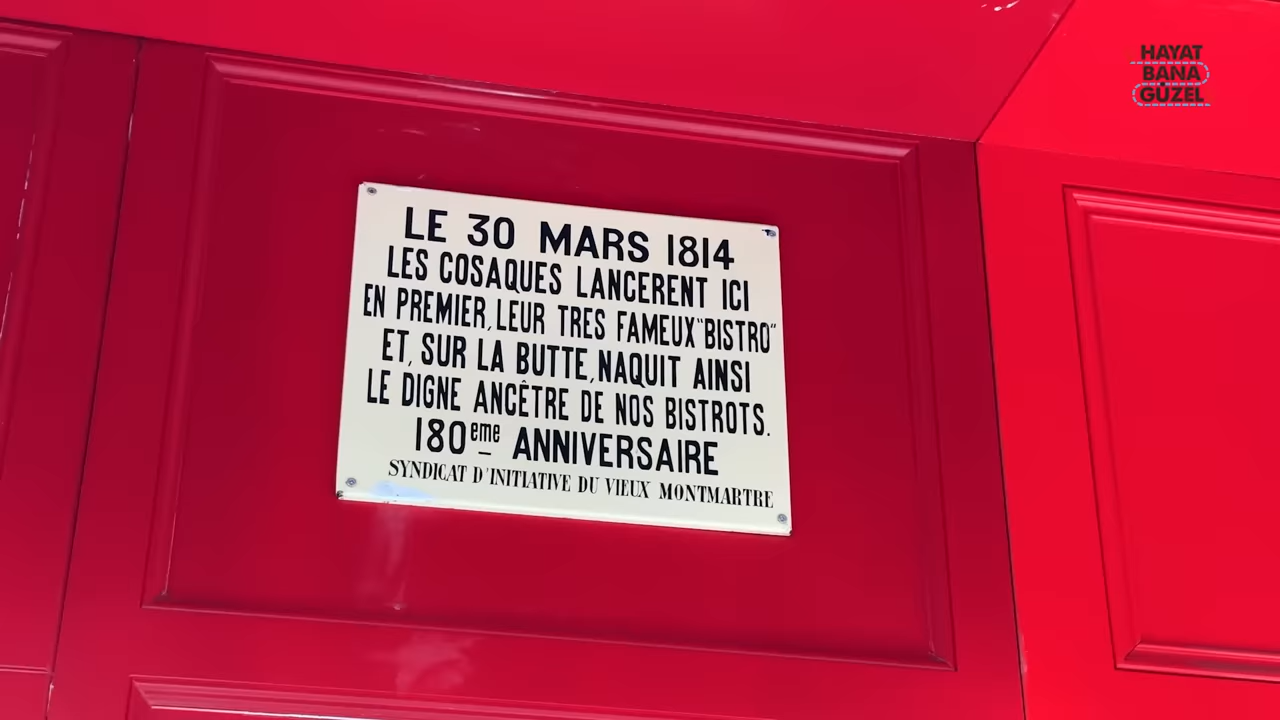 HAYAT
BANA
GÜZEL
LE 30 MARS 1814
LES COSAQUES LANCERENT ICI
EN PREMIER, LEUR TRES FAMEUX "BISTRO"
ET, SUR LA BUTTE, NAQUIT AINSI
LE DIGNE ANCÊTRE DE NOS BISTROTS.
180eme ANNIVERSAIRE
SYNDICAT D'INITIATIVE DU VIEUX MONTMARTRE